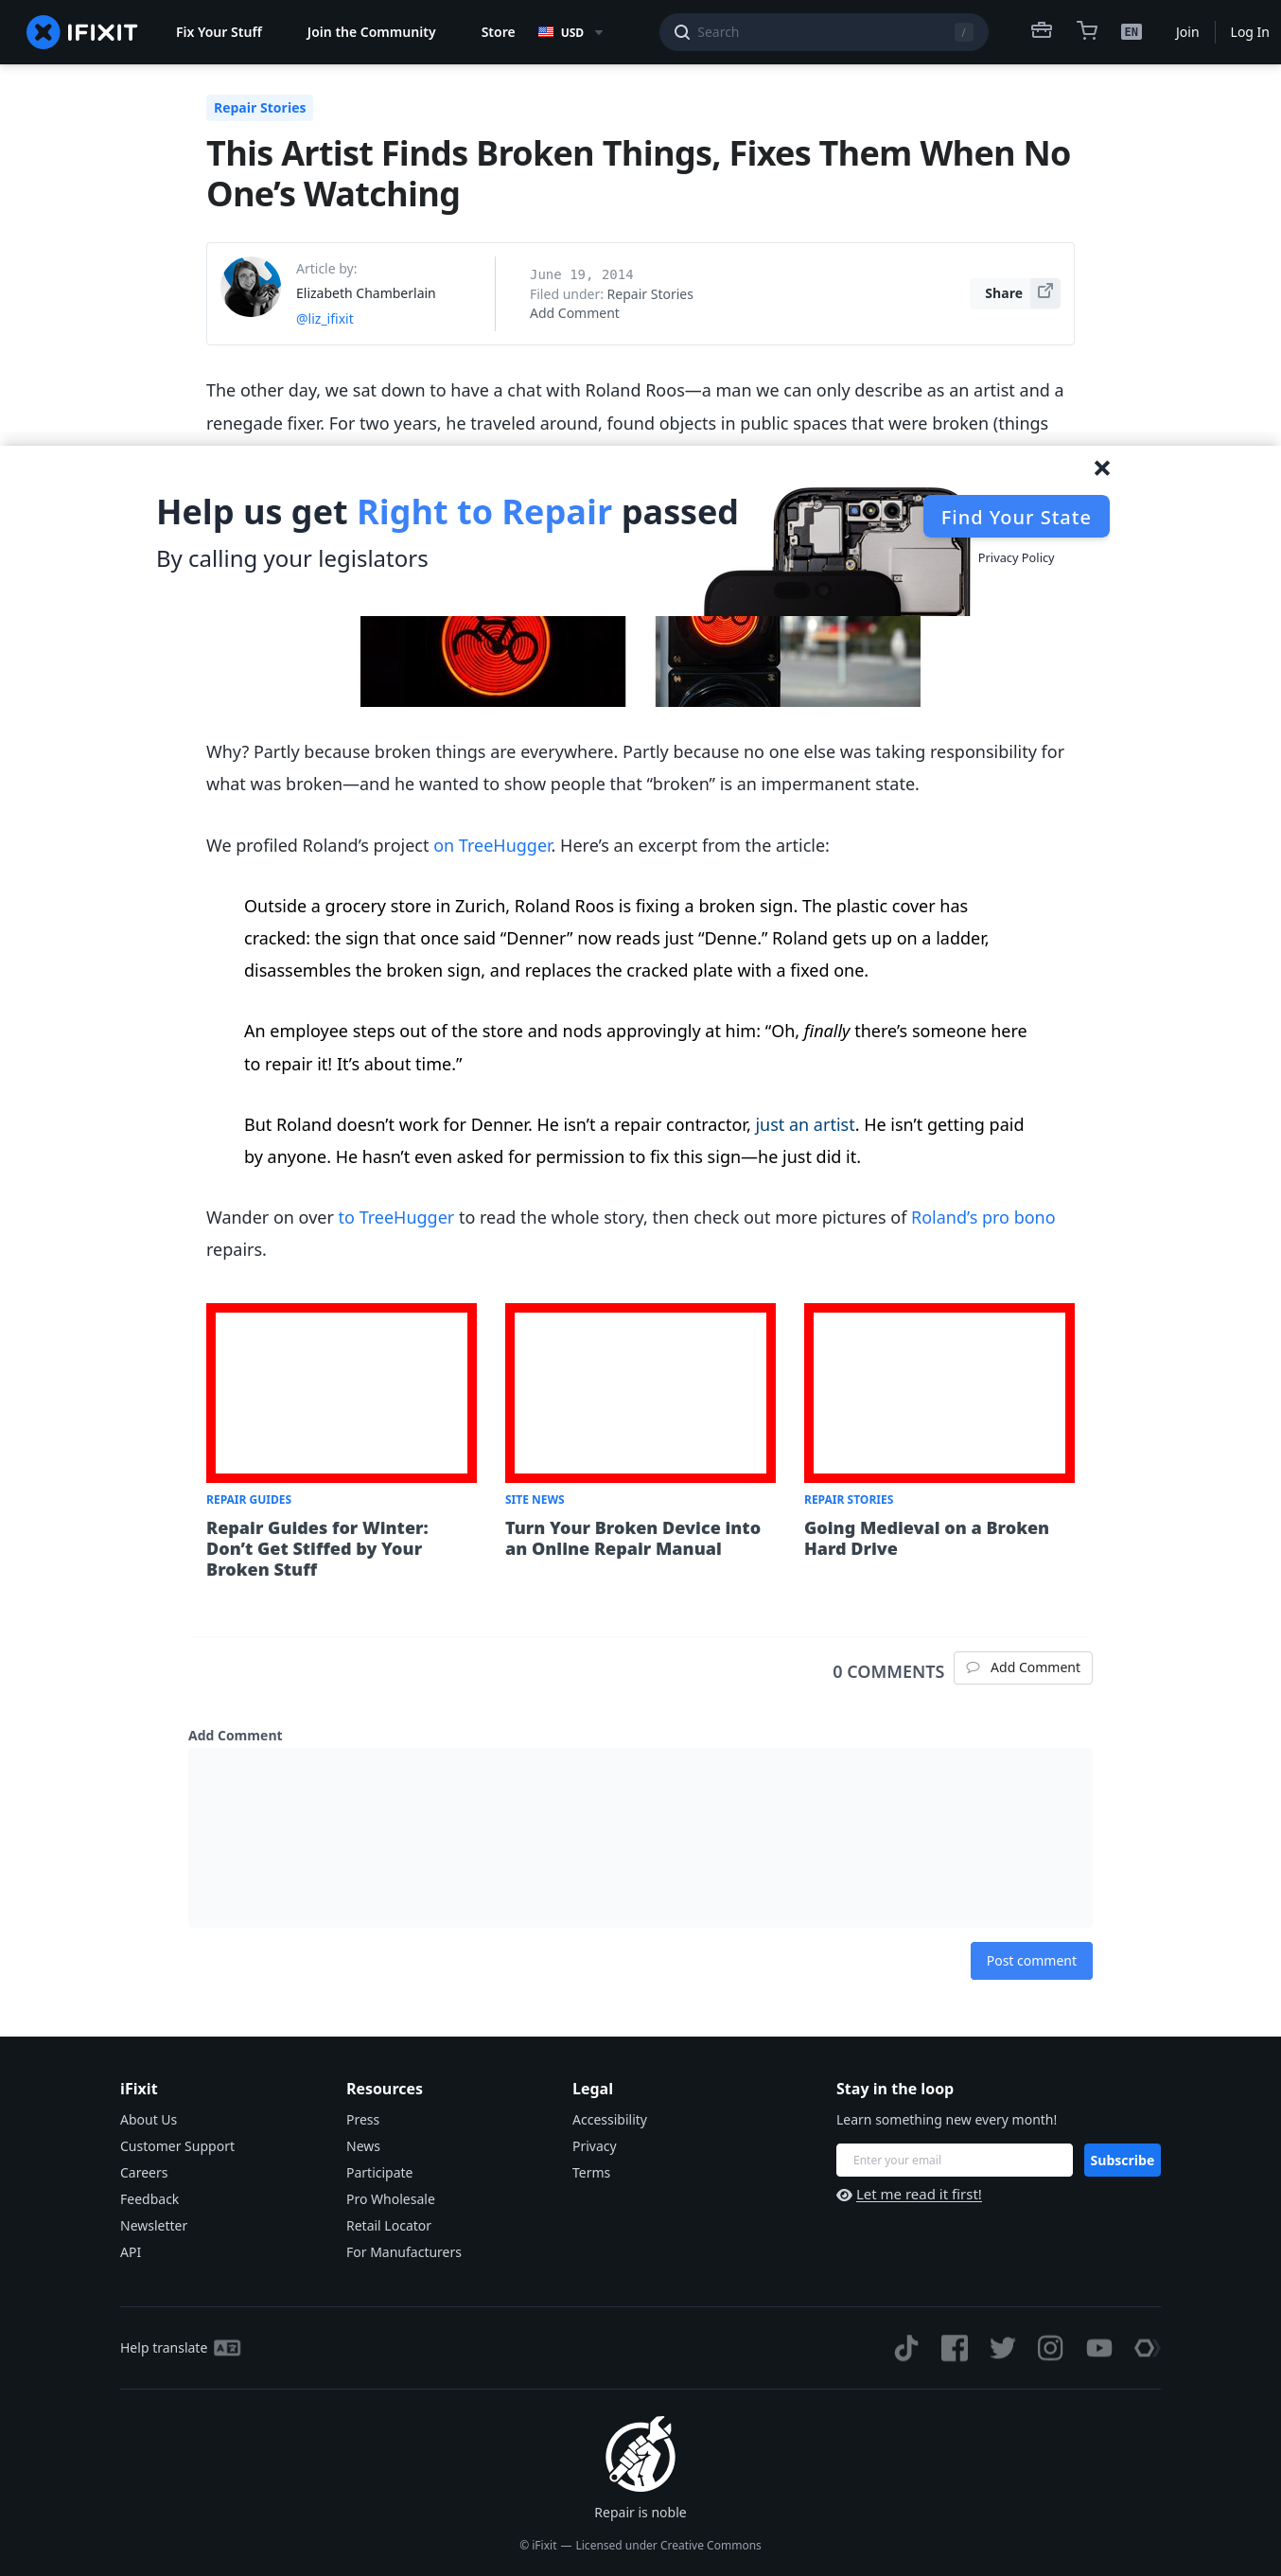 IFIXIT
Fix Your Stuff
Join the Community
Store
USD
Search
/
EN
Join
Log In
Repair Stories
This Artist Finds Broken Things, Fixes Them When No
One’s Watching
Article by:
Elizabeth Chamberlain
@liz_ifixit
June 19, 2014
Filed under: Repair Stories
Add Comment
Share
The other day, we sat down to have a chat with Roland Roos—a man we can only describe as an artist and a
renegade fixer. For two years, he traveled around, found objects in public spaces that were broken (things
Help us get Right to Repair passed
By calling your legislators
Find Your State
Privacy Policy
Why? Partly because broken things are everywhere. Partly because no one else was taking responsibility for
what was broken—and he wanted to show people that “broken” is an impermanent state.
We profiled Roland’s project on TreeHugger. Here’s an excerpt from the article:
Outside a grocery store in Zurich, Roland Roos is fixing a broken sign. The plastic cover has
cracked: the sign that once said “Denner” now reads just “Denne.” Roland gets up on a ladder,
disassembles the broken sign, and replaces the cracked plate with a fixed one.
An employee steps out of the store and nods approvingly at him: “Oh, finally there’s someone here
to repair it! It’s about time.”
But Roland doesn’t work for Denner. He isn’t a repair contractor, just an artist. He isn’t getting paid
by anyone. He hasn’t even asked for permission to fix this sign—he just did it.
Wander on over to TreeHugger to read the whole story, then check out more pictures of Roland’s pro bono
repairs.
REPAIR GUIDES
Repair Guides for Winter:
Don’t Get Stiffed by Your
Broken Stuff
SITE NEWS
Turn Your Broken Device into
an Online Repair Manual
REPAIR STORIES
Going Medieval on a Broken
Hard Drive
0 COMMENTS
Add Comment
Add Comment
Post comment
iFixit
About Us
Customer Support
Careers
Feedback
Newsletter
API
Resources
Press
News
Participate
Pro Wholesale
Retail Locator
For Manufacturers
Legal
Accessibility
Privacy
Terms
Stay in the loop
Learn something new every month!
Enter your email
Subscribe
Let me read it first!
Help translate
Repair is noble
© iFixit — Licensed under Creative Commons